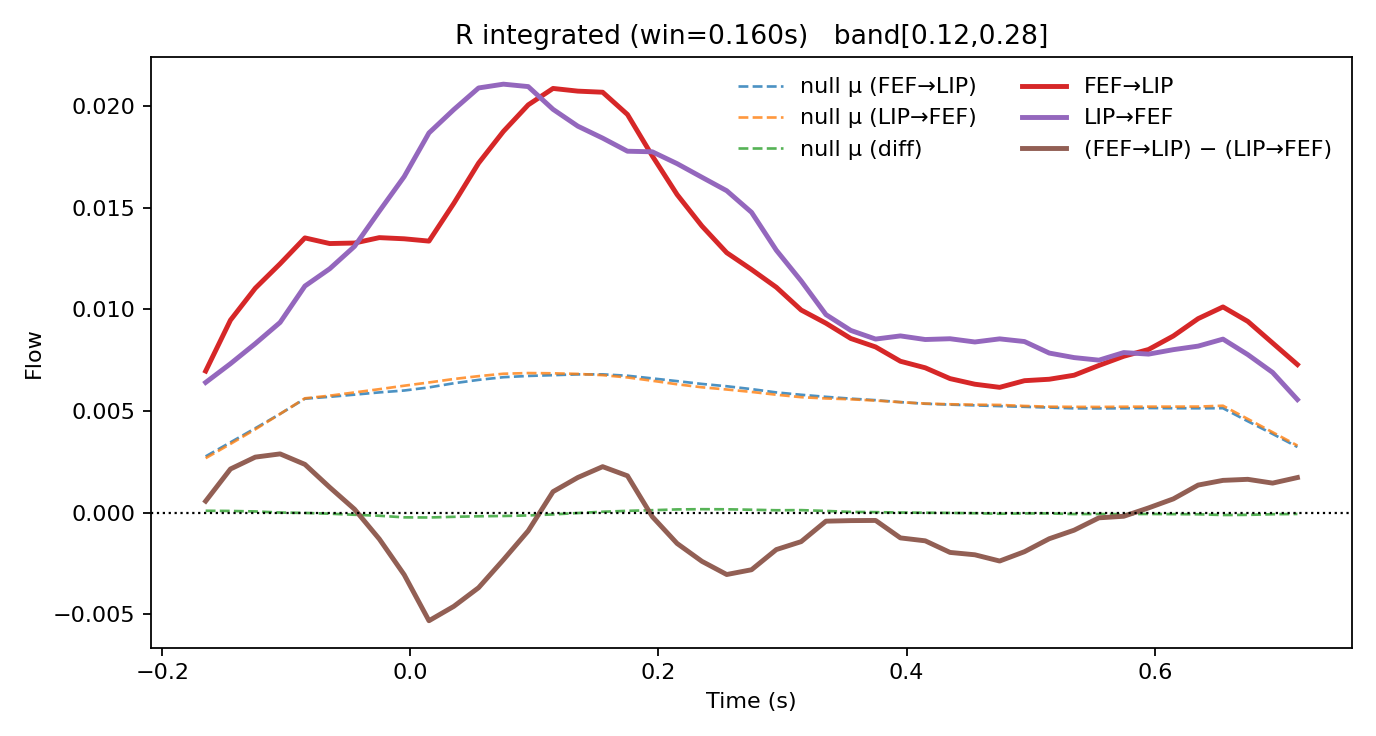 R integrated (win=0.160s)   band[0.12,0.28]
null μ (FEF→LIP)
null μ (LIP→FEF)
null μ (diff)
FEF→LIP
LIP→FEF
(FEF→LIP) − (LIP→FEF)
Flow
0.020
0.015
0.010
0.005
0.000
−0.005
−0.2
0.0
0.2
0.4
0.6
Time (s)